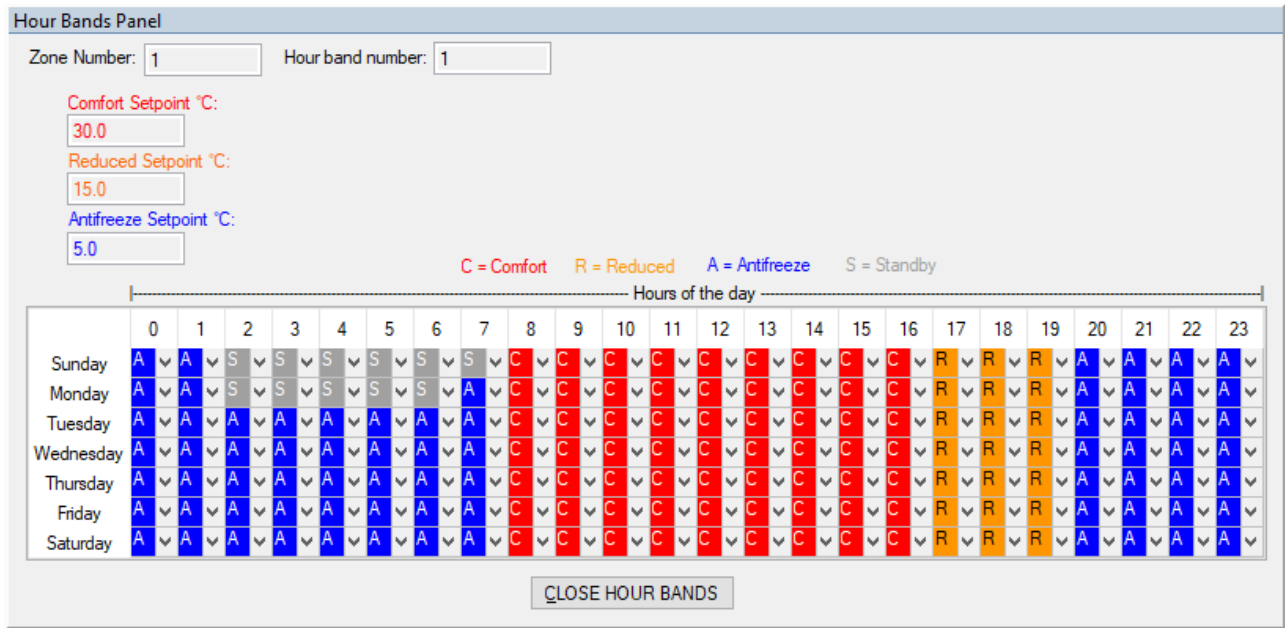 Hour Bands Panel
Zone Number: 1 Hour band number: 1
Comfort Setpoint °C:
30.0
Reduced Setpoint °C:
15.0
Antifreeze Setpoint °C:
5.0
C = Comfort R = Reduced A = Antifreeze S = Standby
Hours of the day
0 1 2 3 4 5 6 7 8 9 10 11 12 13 14 15 16 17 18 19 20 21 22 23
Sunday A A S S S S S S C C C C C C C C C R R R A A A A
Monday A A S S S S S A C C C C C C C C C R R R A A A A
Tuesday A A A A A A A A C C C C C C C C C R R R A A A A
Wednesday A A A A A A A A C C C C C C C C C R R R A A A A
Thursday A A A A A A A A C C C C C C C C C R R R A A A A
Friday A A A A A A A A C C C C C C C C C R R R A A A A
Saturday A A A A A A A A C C C C C C C C C R R R A A A A
CLOSE HOUR BANDS